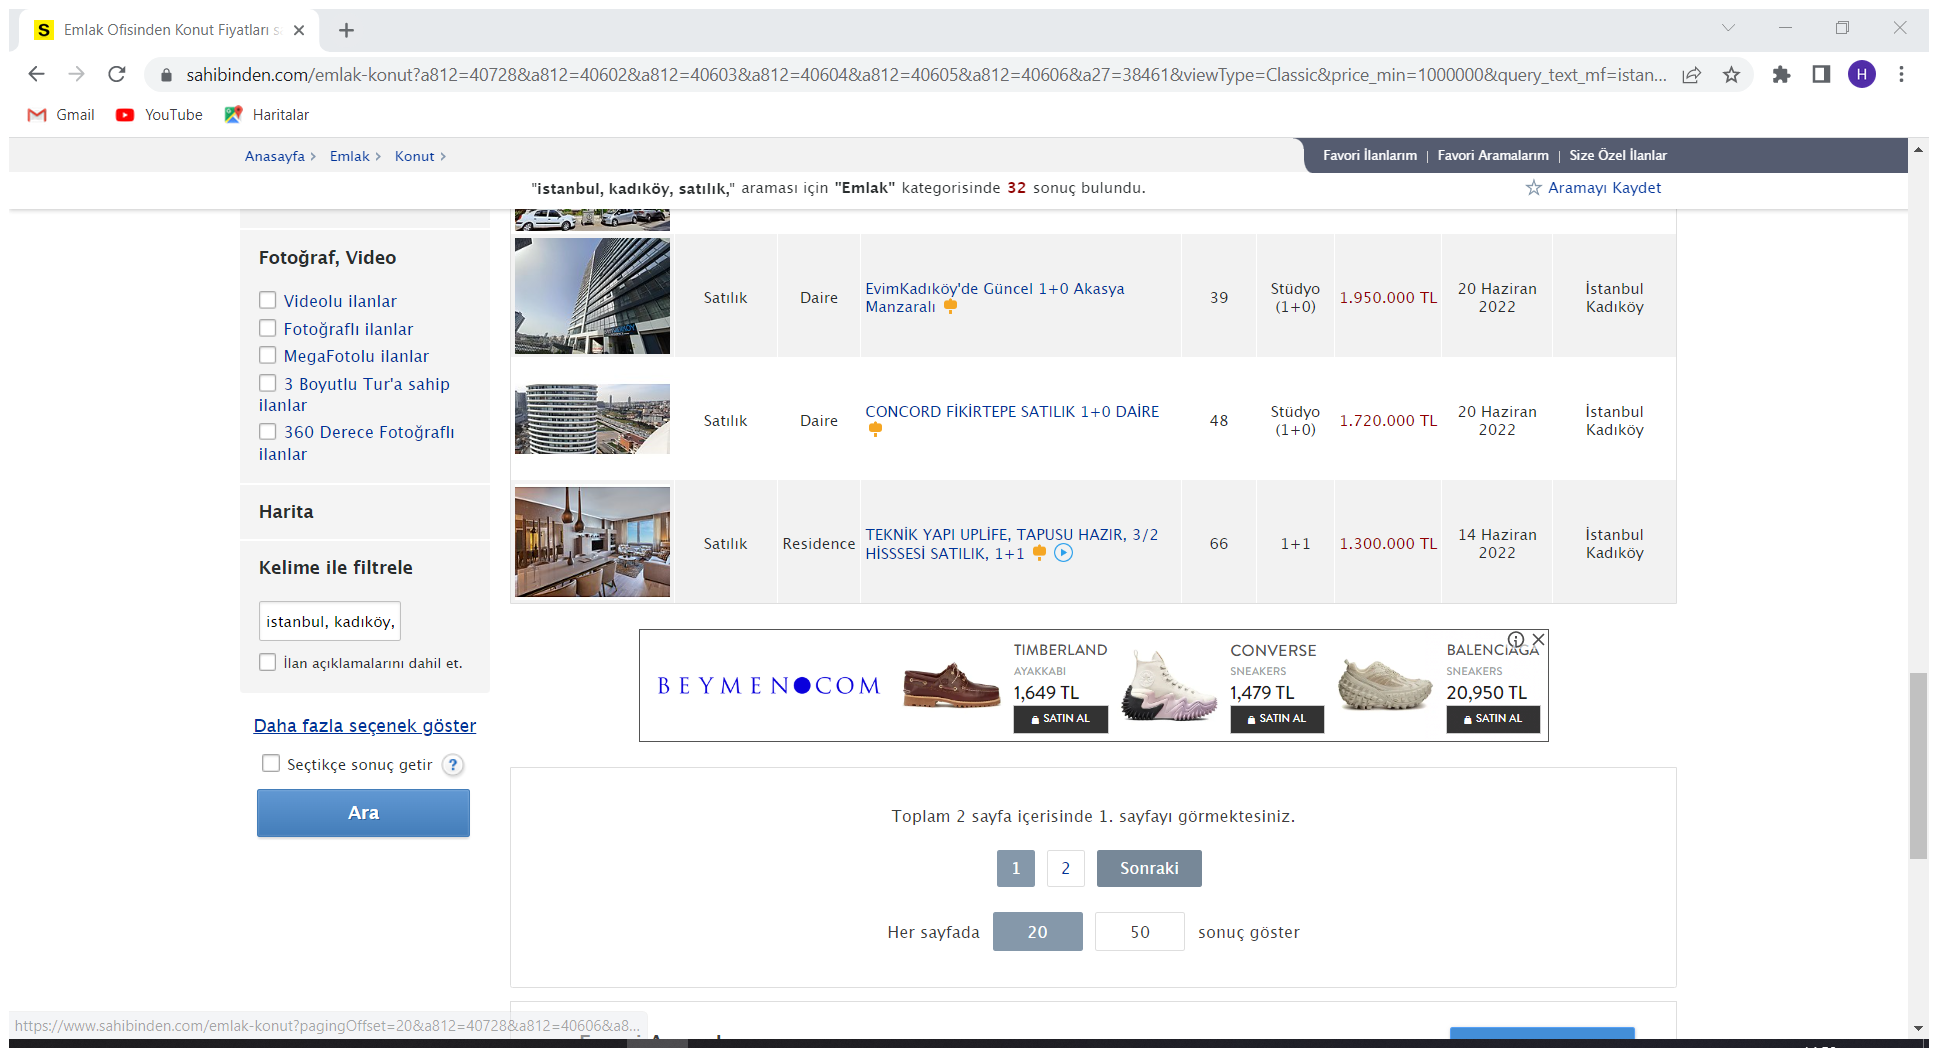 S Emlak Ofisinden Konut Fiyatları sa
sahibinden.com/emlak-konut?a812=40728&a812=40602&a812=40603&a812=40604&a812=40605&a812=40606&a27=38461&viewType=Classic&price_min=1000000&query_text_mf=istan...
H
Gmail YouTube Haritalar
Anasayfa > Emlak > Konut >
Favori İlanlarım | Favori Aramalarım | Size Özel İlanlar
"istanbul, kadıköy, satılık," araması için "Emlak" kategorisinde 32 sonuç bulundu.
Aramayı Kaydet
Fotoğraf, Video
Videolu ilanlar
Fotoğraflı ilanlar
MegaFotolu ilanlar
3 Boyutlu Tur'a sahip
ilanlar
360 Derece Fotoğraflı
ilanlar
Harita
Kelime ile filtrele
istanbul, kadıköy,
İlan açıklamalarını dahil et.
Daha fazla seçenek göster
Seçtikçe sonuç getir ?
Ara
Satılık Daire EvimKadıköy'de Güncel 1+0 Akasya 39 Stüdyo 1.950.000 TL 20 Haziran İstanbul
Manzaralı (1+0) 2022 Kadıköy
Satılık Daire CONCORD FİKİRTEPE SATILIK 1+0 DAİRE 48 Stüdyo 1.720.000 TL 20 Haziran İstanbul
(1+0) 2022 Kadıköy
Satılık Residence TEKNİK YAPI UPLİFE, TAPUSU HAZIR, 3/2 66 1+1 1.300.000 TL 14 Haziran İstanbul
HİSSSESİ SATILIK, 1+1 2022 Kadıköy
BEYMEN COM
TIMBERLAND
AYAKKABI
1,649 TL
SATIN AL
CONVERSE
SNEAKERS
1,479 TL
SATIN AL
BALENCIAGA
SNEAKERS
20,950 TL
SATIN AL
Toplam 2 sayfa içerisinde 1. sayfayı görmektesiniz.
1 2 Sonraki
Her sayfada 20 50 sonuç göster
https://www.sahibinden.com/emlak-konut?pagingOffset=20&a812=40728&a812=40606&a8...